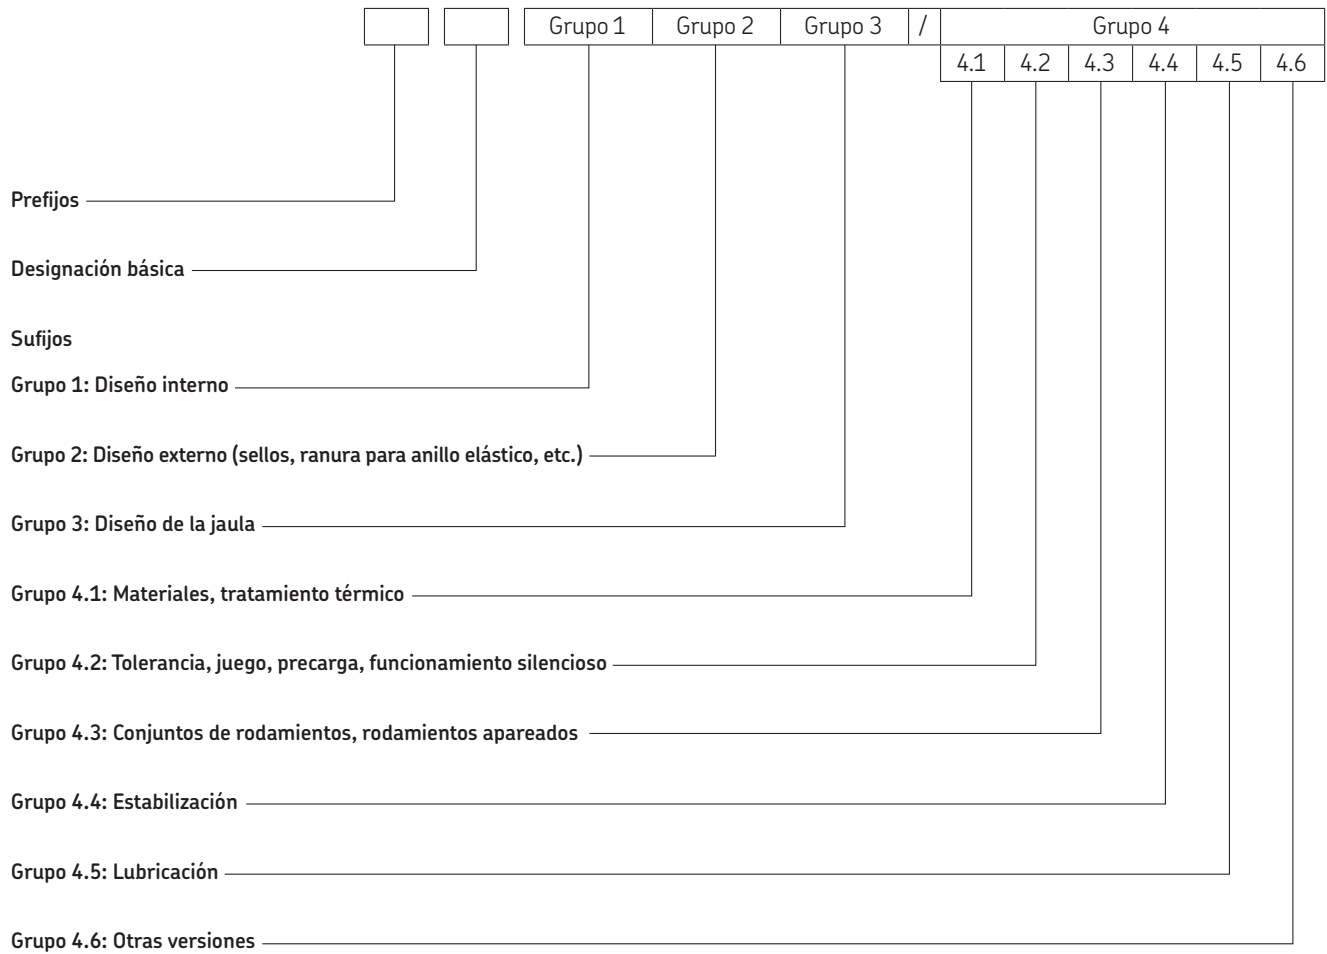 Grupo 1 Grupo 2 Grupo 3 / Grupo 4
4.1 4.2 4.3 4.4 4.5 4.6
Prefijos
Designación básica
Sufijos
Grupo 1: Diseño interno
Grupo 2: Diseño externo (sellos, ranura para anillo elástico, etc.)
Grupo 3: Diseño de la jaula
Grupo 4.1: Materiales, tratamiento térmico
Grupo 4.2: Tolerancia, juego, precarga, funcionamiento silencioso
Grupo 4.3: Conjuntos de rodamientos, rodamientos apareados
Grupo 4.4: Estabilización
Grupo 4.5: Lubricación
Grupo 4.6: Otras versiones